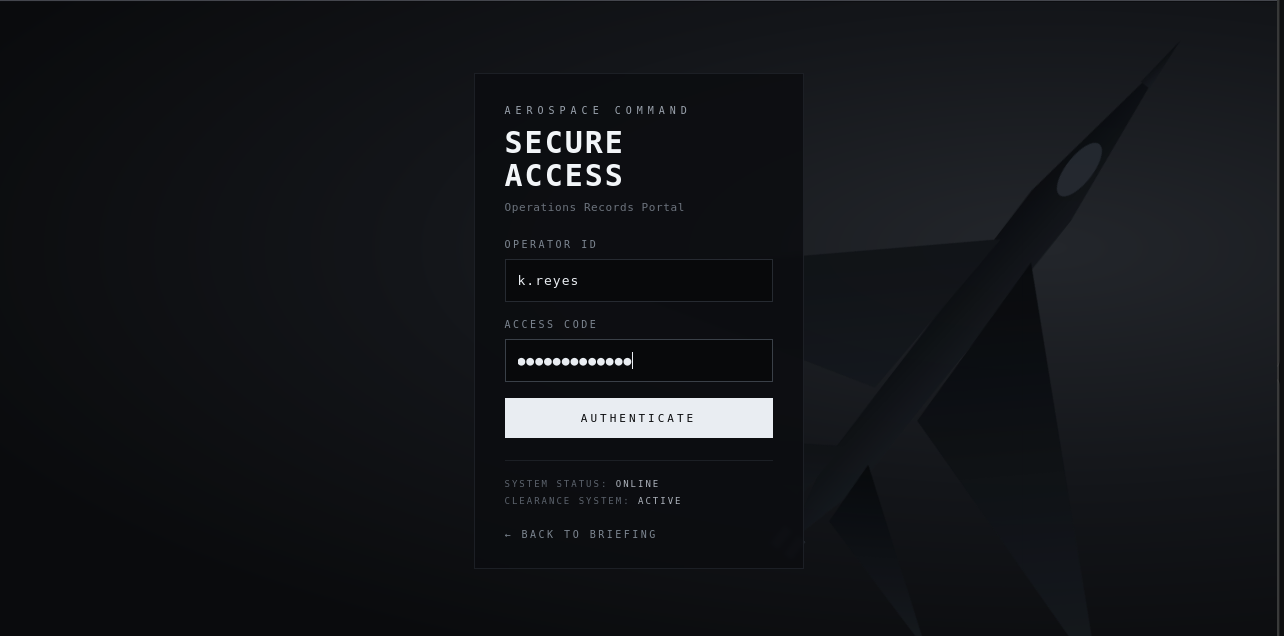 AEROSPACE COMMAND
SECURE
ACCESS
Operations Records Portal
OPERATOR ID
k.reyes
ACCESS CODE
●●●●●●●●●●●●●
AUTHENTICATE
SYSTEM STATUS: ONLINE
CLEARANCE SYSTEM: ACTIVE
← BACK TO BRIEFING